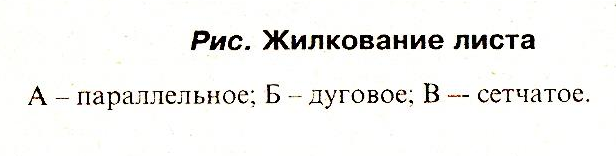 Рис. Жилкование листа
А – параллельное; Б – дуговое; В — сетчатое.